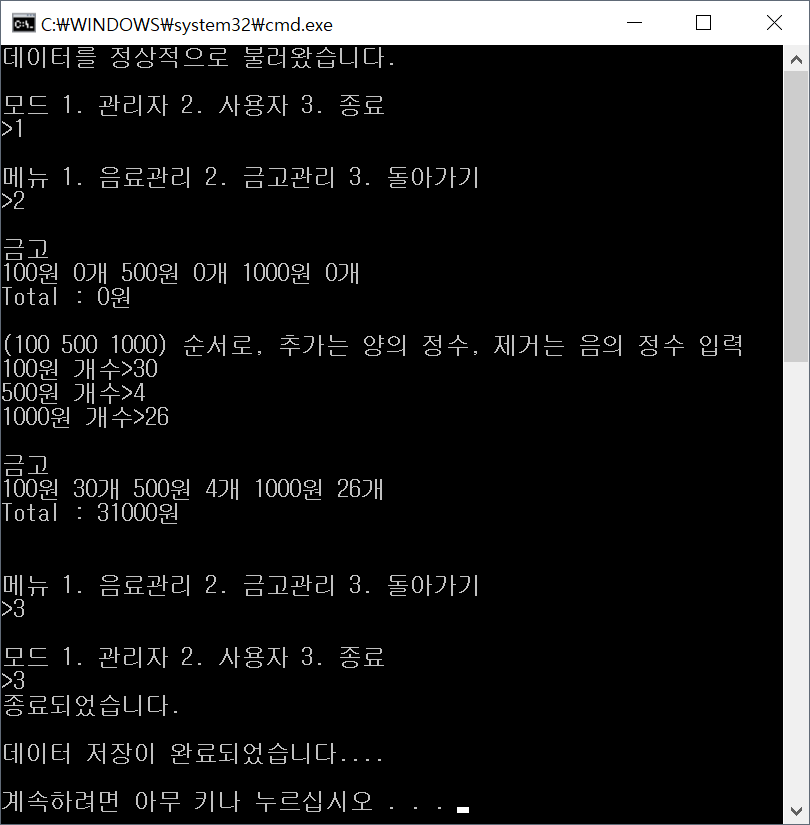 C:₩WINDOWS₩system32₩cmd.exe
데이터를 정상적으로 불러왔습니다.
모드 1. 관리자 2. 사용자 3. 종료
>1
메뉴 1. 음료관리 2. 금고관리 3. 돌아가기
>2
금고
100원 0개 500원 0개 1000원 0개
Total : 0원
(100 500 1000) 순서로, 추가는 양의 정수, 제거는 음의 정수 입력
100원 개수>30
500원 개수>4
1000원 개수>26
금고
100원 30개 500원 4개 1000원 26개
Total : 31000원
메뉴 1. 음료관리 2. 금고관리 3. 돌아가기
>3
모드 1. 관리자 2. 사용자 3. 종료
>3
종료되었습니다.
데이터 저장이 완료되었습니다....
계속하려면 아무 키나 누르십시오 . . .